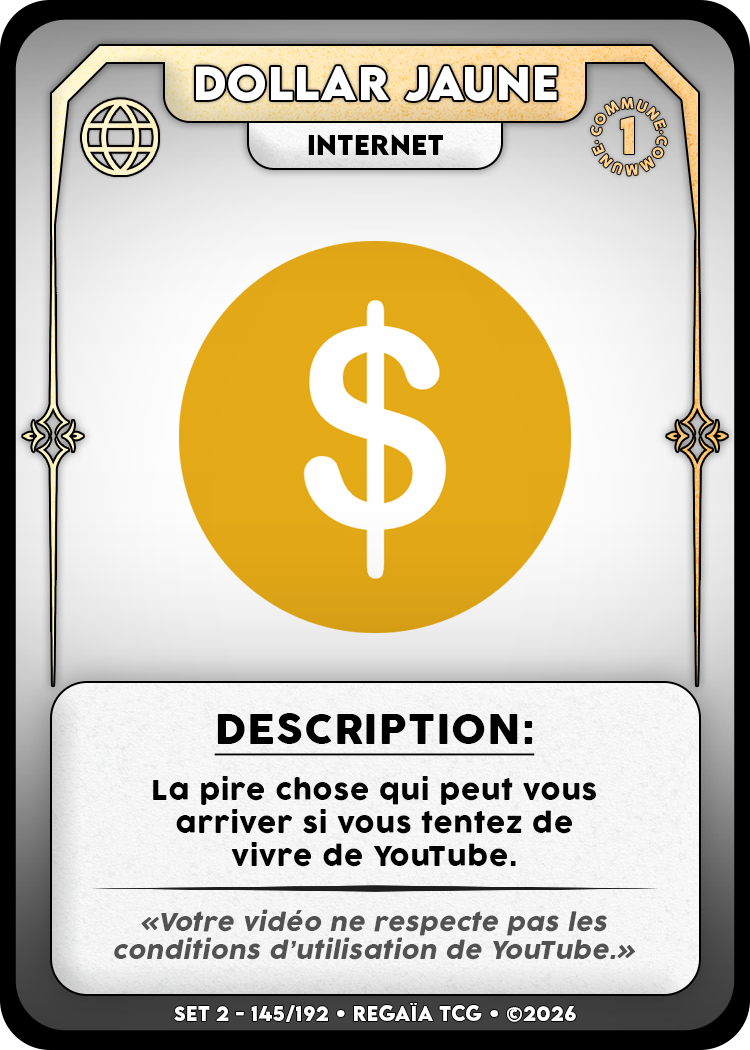 DOLLAR JAUNE
INTERNET
COMMUNE•COMMUNE•
1
$
DESCRIPTION:
La pire chose qui peut vous
arriver si vous tentez de
vivre de YouTube.
«Votre vidéo ne respecte pas les
conditions d’utilisation de YouTube.»
SET 2 - 145/192 • REGAÏA TCG • ©2026